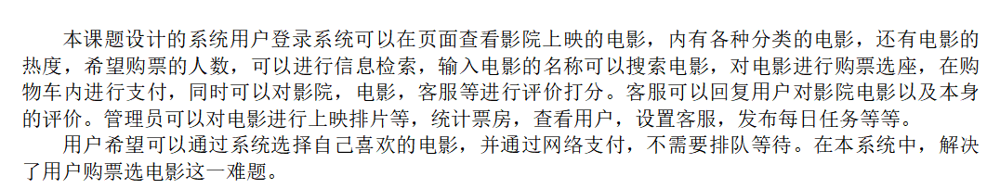 本课题设计的系统用户登录系统可以在页面查看影院上映的电影，内有各种分类的电影，还有电影的
热度，希望购票的人数，可以进行信息检索，输入电影的名称可以搜索电影，对电影进行购票选座，在购
物车内进行支付，同时可以对影院，电影，客服等进行评价打分。客服可以回复用户对影院电影以及本身
的评价。管理员可以对电影进行上映排片等，统计票房，查看用户，设置客服，发布每日任务等等。
用户希望可以通过系统选择自己喜欢的电影，并通过网络支付，不需要排队等待。在本系统中，解决
了用户购票选电影这一难题。